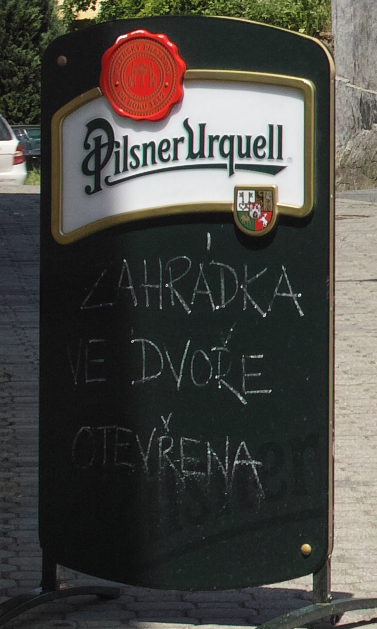 Pilsner Urquell
ZAHRÁDKA
VE DVOŘE
OTEVŘENA